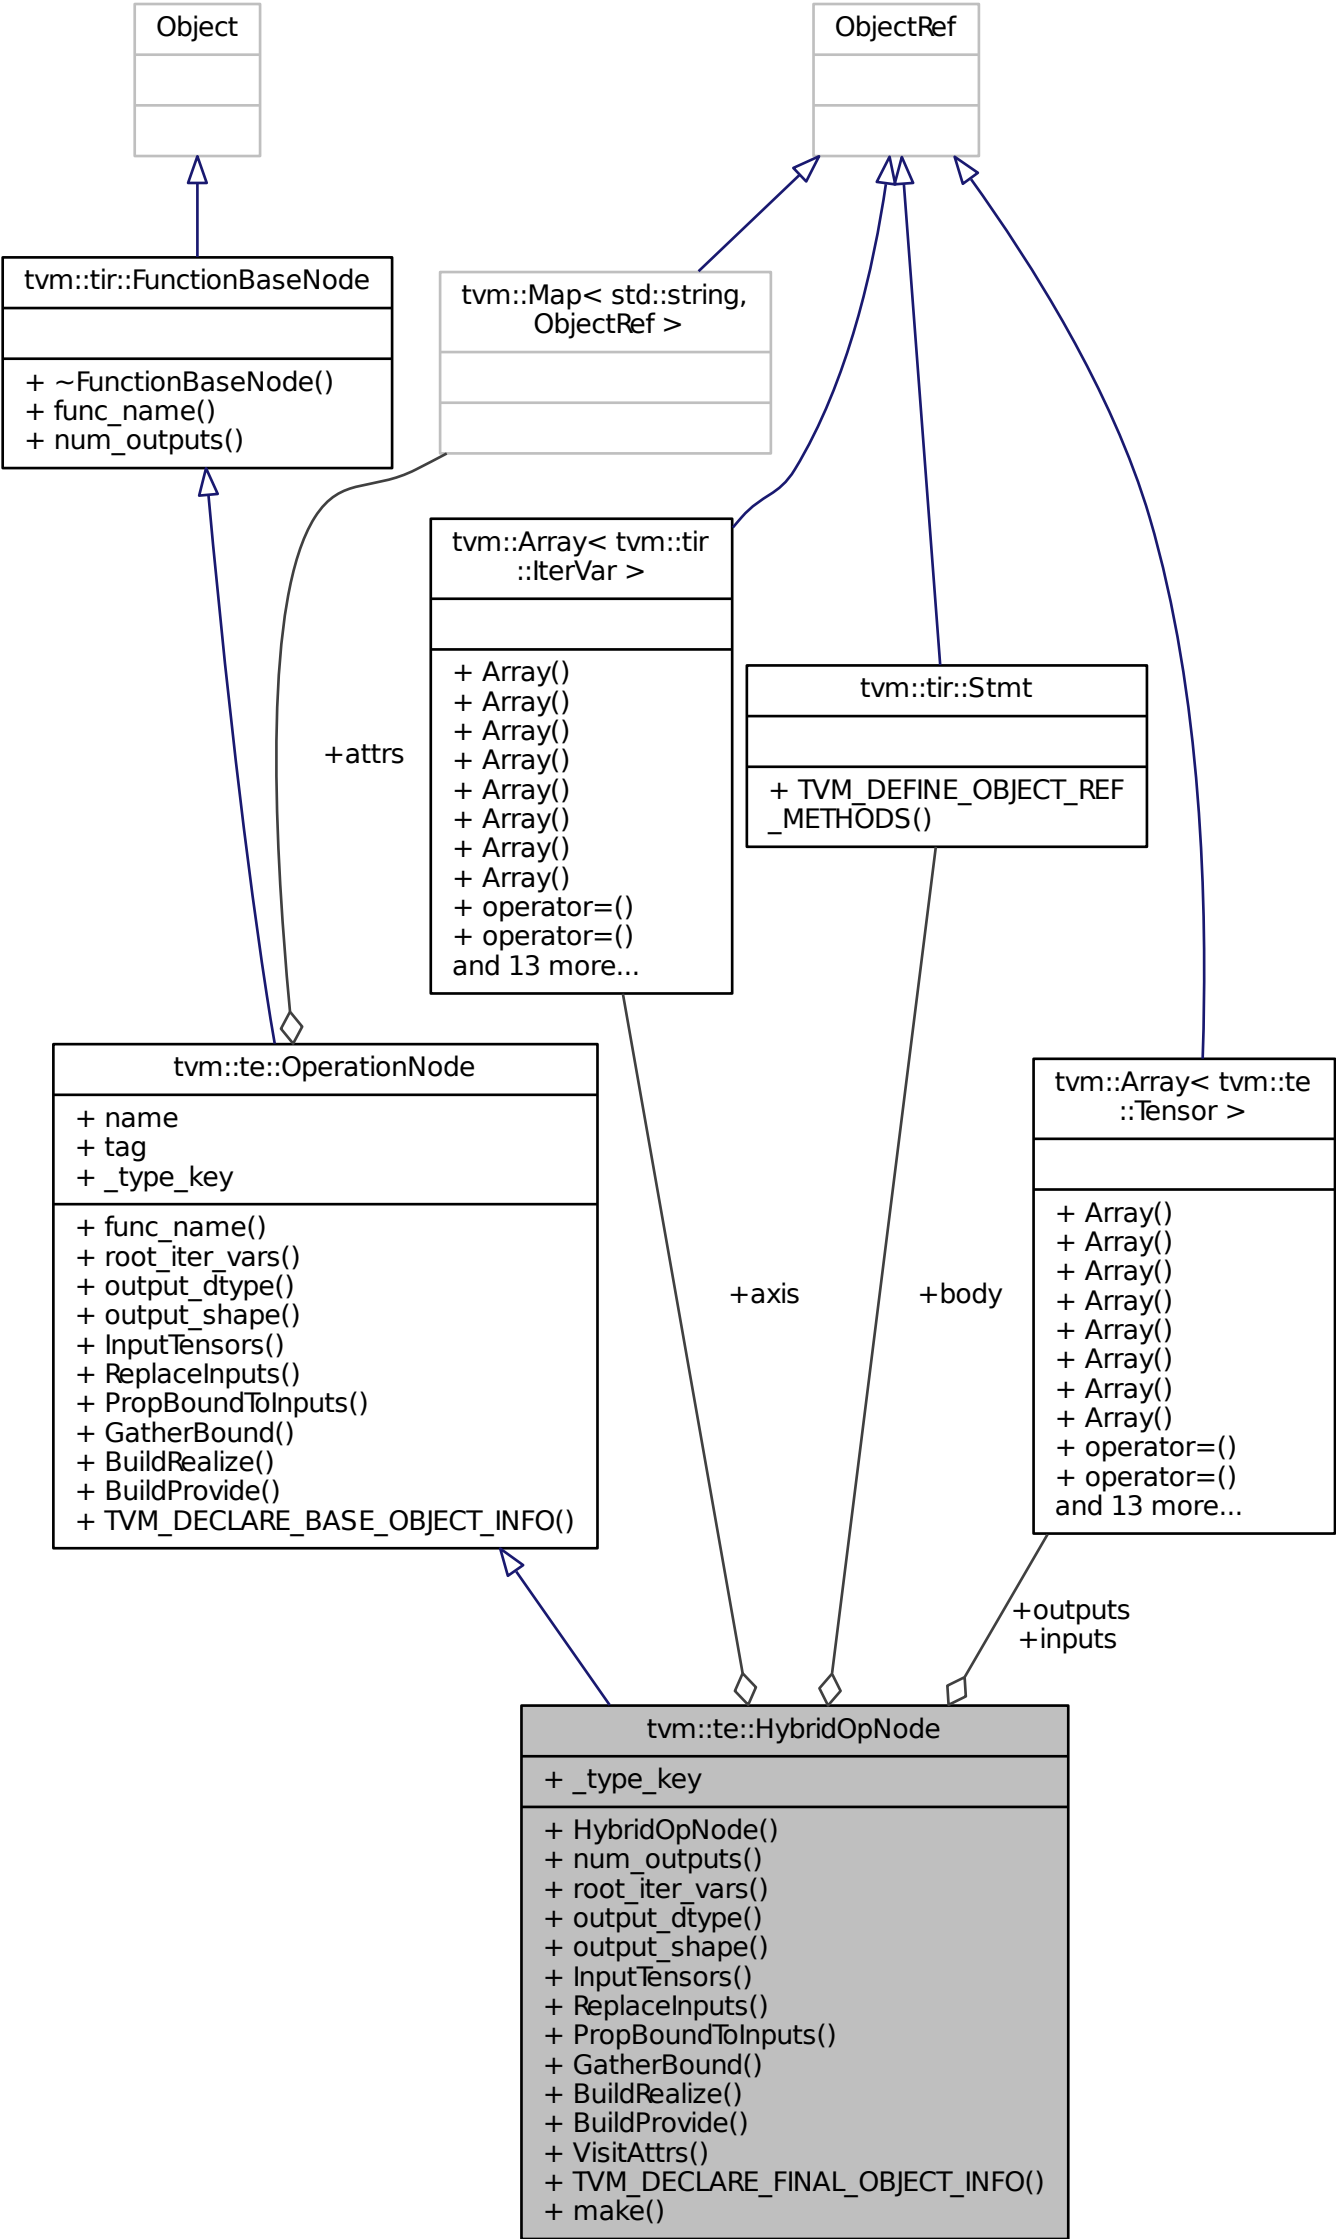 Object
ObjectRef
tvm::tir::FunctionBaseNode
+ ~FunctionBaseNode()
+ func_name()
+ num_outputs()
tvm::Map< std::string,
ObjectRef >
tvm::Array< tvm::tir
::IterVar >
+ Array()
+ Array()
+ Array()
+ Array()
+ Array()
+ Array()
+ Array()
+ Array()
+ operator=()
+ operator=()
and 13 more...
tvm::tir::Stmt
+ TVM_DEFINE_OBJECT_REF
_METHODS()
+attrs
tvm::te::OperationNode
+ name
+ tag
+ _type_key
+ func_name()
+ root_iter_vars()
+ output_dtype()
+ output_shape()
+ InputTensors()
+ ReplaceInputs()
+ PropBoundToInputs()
+ GatherBound()
+ BuildRealize()
+ BuildProvide()
+ TVM_DECLARE_BASE_OBJECT_INFO()
tvm::Array< tvm::te
::Tensor >
+ Array()
+ Array()
+ Array()
+ Array()
+ Array()
+ Array()
+ Array()
+ Array()
+ operator=()
+ operator=()
and 13 more...
+axis
+body
+outputs
+inputs
tvm::te::HybridOpNode
+ _type_key
+ HybridOpNode()
+ num_outputs()
+ root_iter_vars()
+ output_dtype()
+ output_shape()
+ InputTensors()
+ ReplaceInputs()
+ PropBoundToInputs()
+ GatherBound()
+ BuildRealize()
+ BuildProvide()
+ VisitAttrs()
+ TVM_DECLARE_FINAL_OBJECT_INFO()
+ make()